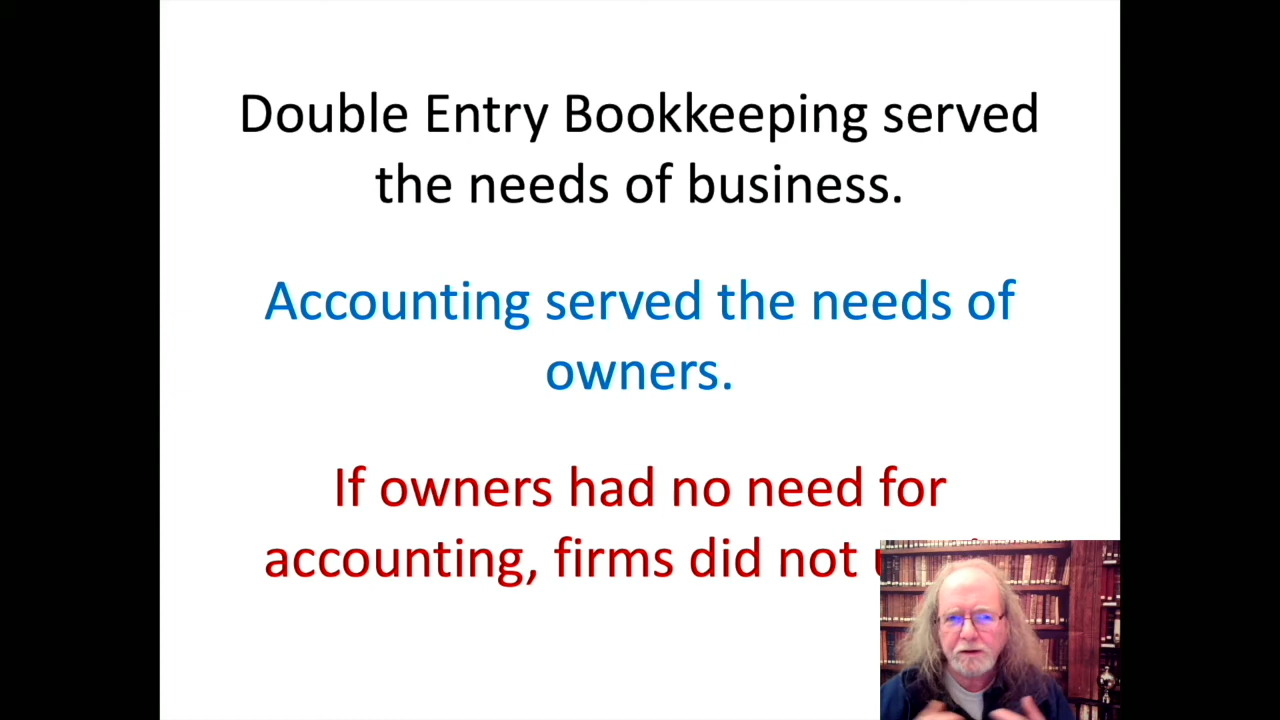 Double Entry Bookkeeping served
the needs of business.
Accounting served the needs of
owners.
If owners had no need for
accounting, firms did not